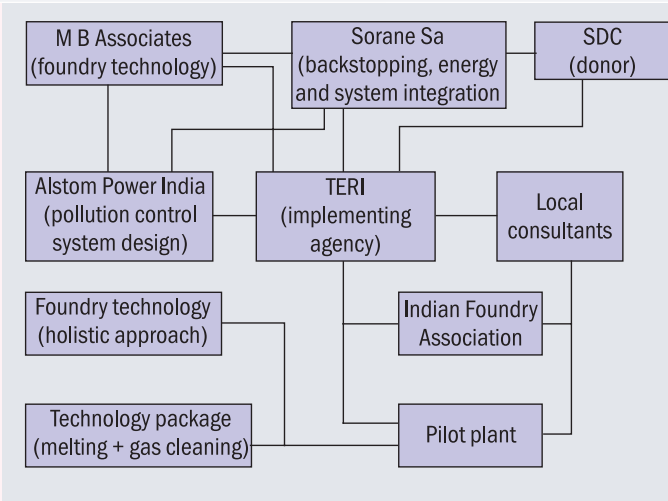 M B Associates
(foundry technology)
Sorane Sa
(backstopping, energy
and system integration
SDC
(donor)
Alstom Power India
(pollution control
system design)
TERI
(implementing
agency)
Local
consultants
Foundry technology
(holistic approach)
Indian Foundry
Association
Technology package
(melting + gas cleaning)
Pilot plant